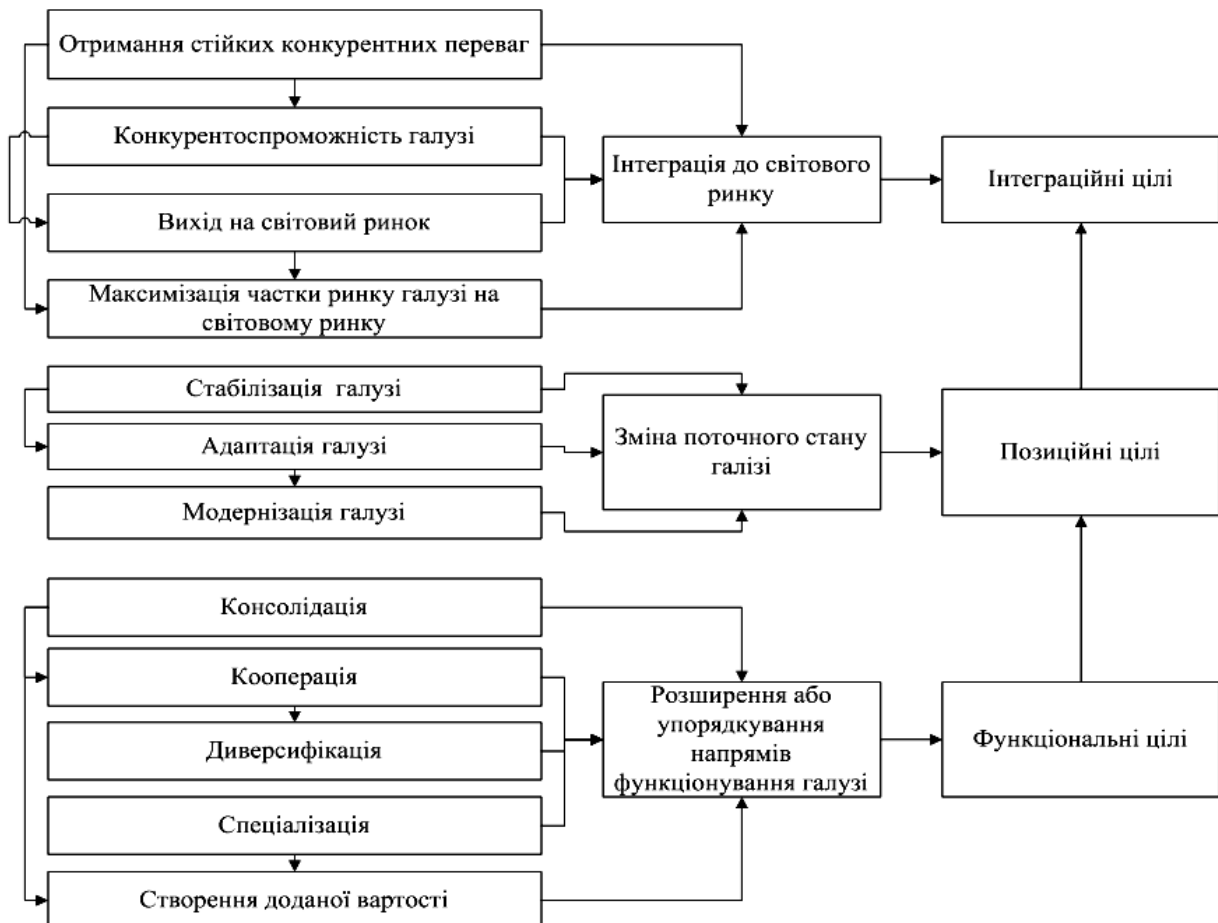 Отримання стійких конкурентних переваг
Конкурентоспроможність галузі
Вихід на світовий ринок
Максимізація частки ринку галузі на
світовому ринку
Інтеграція до світового
ринку
Інтеграційні цілі
Стабілізація галузі
Адаптація галузі
Модернізація галузі
Зміна поточного стану
галізі
Позиційні цілі
Консолідація
Кооперація
Диверсифікація
Спеціалізація
Створення доданої вартості
Розширення або
упорядкування
напрямів
функціонування галузі
Функціональні цілі